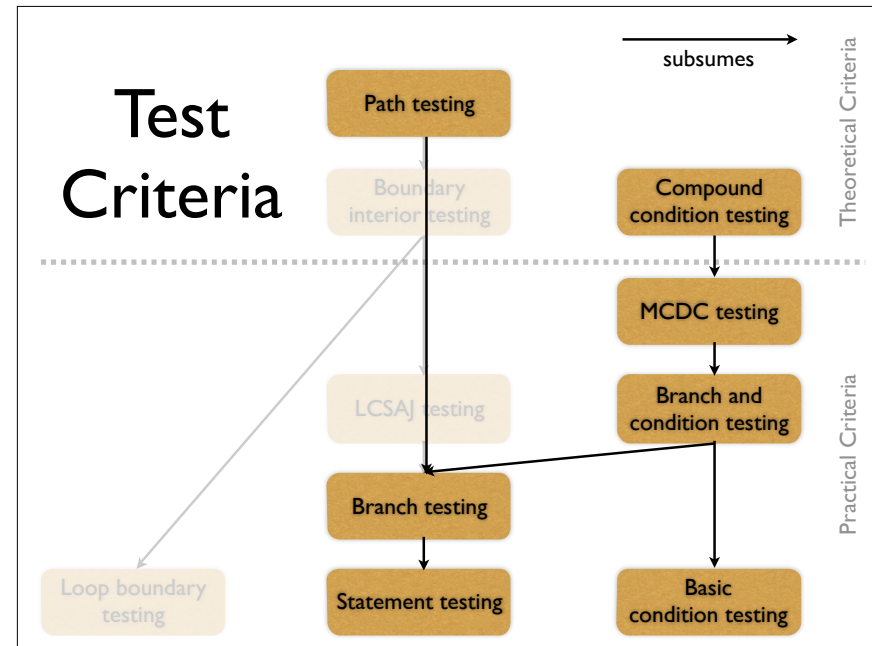 Test
Criteria
subsumes
Theoretical Criteria
Path testing
Boundary
interior testing
Compound
condition testing
MCDC testing
LCSAJ testing
Branch and
condition testing
Practical Criteria
Branch testing
Loop boundary
testing
Statement testing
Basic
condition testing